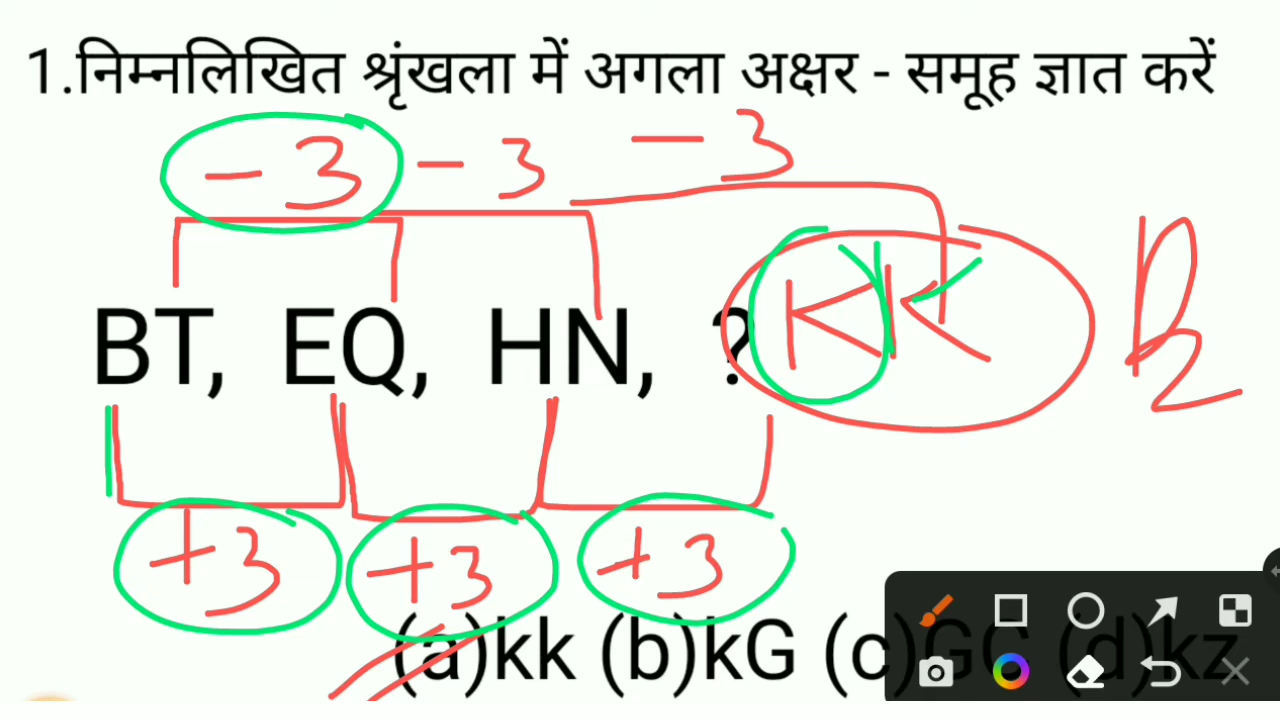 1.निम्नलिखित श्रृंखला में अगला अक्षर - समूह ज्ञात करें
-3 -3 -3
BT, EQ, HN, ? KK
+3 +3 +3
(a)kk (b)kG (c)GC (d)kz